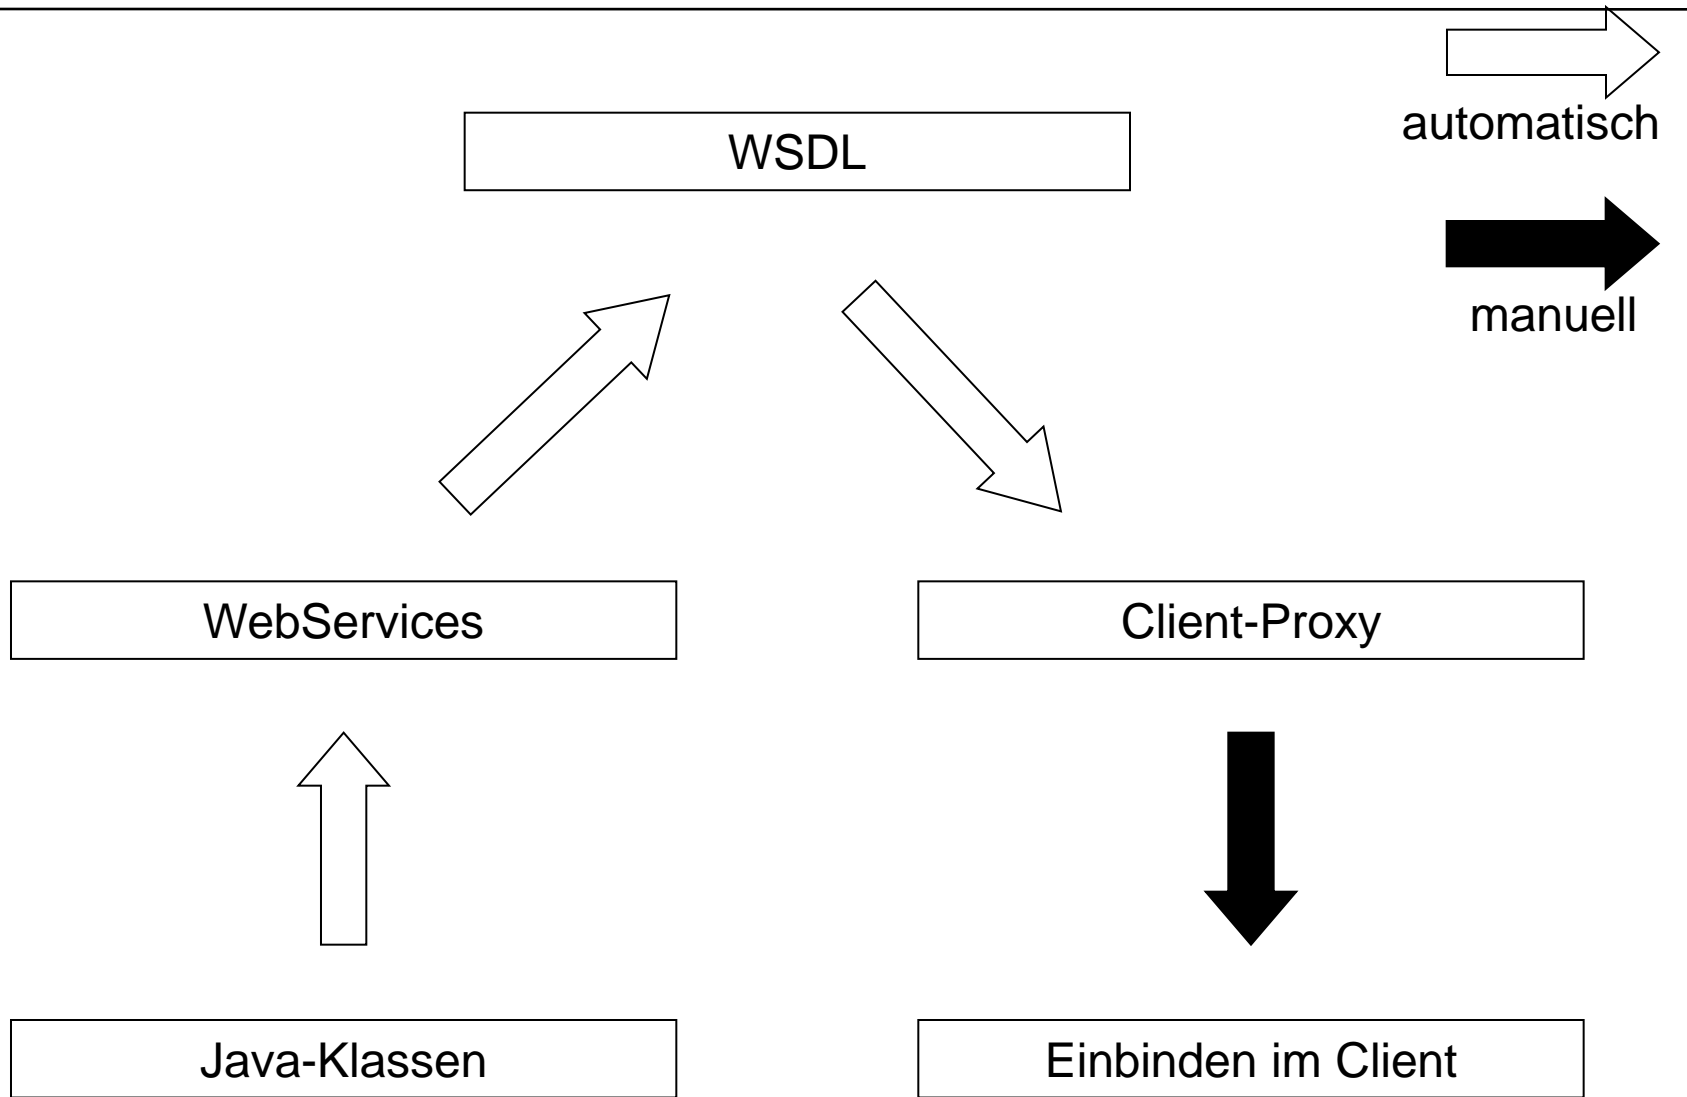 automatisch
WSDL
manuell
WebServices
Client-Proxy
Java-Klassen
Einbinden im Client